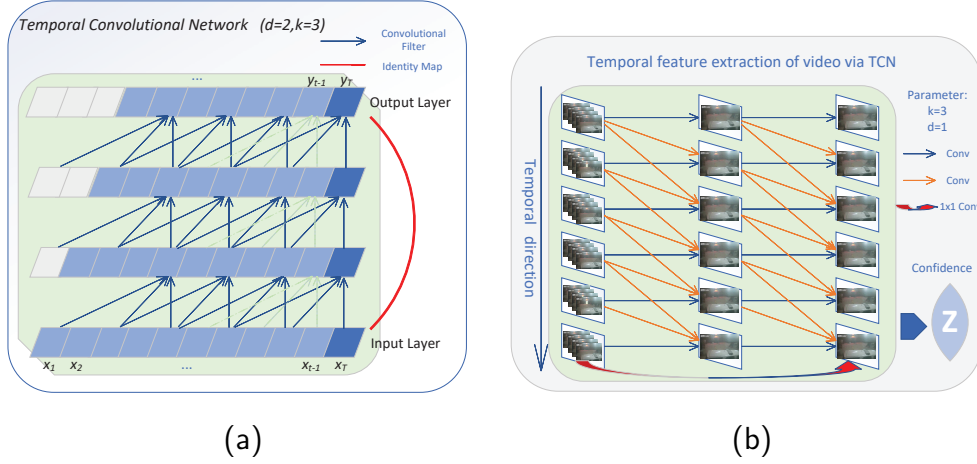 Temporal Convolutional Network (d=2,k=3)
Convolutional
Filter
Identity Map
...
yt-1 yT
Output Layer
Input Layer
x1 x2 ... xt-1 xT
(a)
Temporal feature extraction of video via TCN
Temporal direction
Parameter:
k=3
d=1
Conv
Conv
1x1 Conv
Confidence
Z
(b)